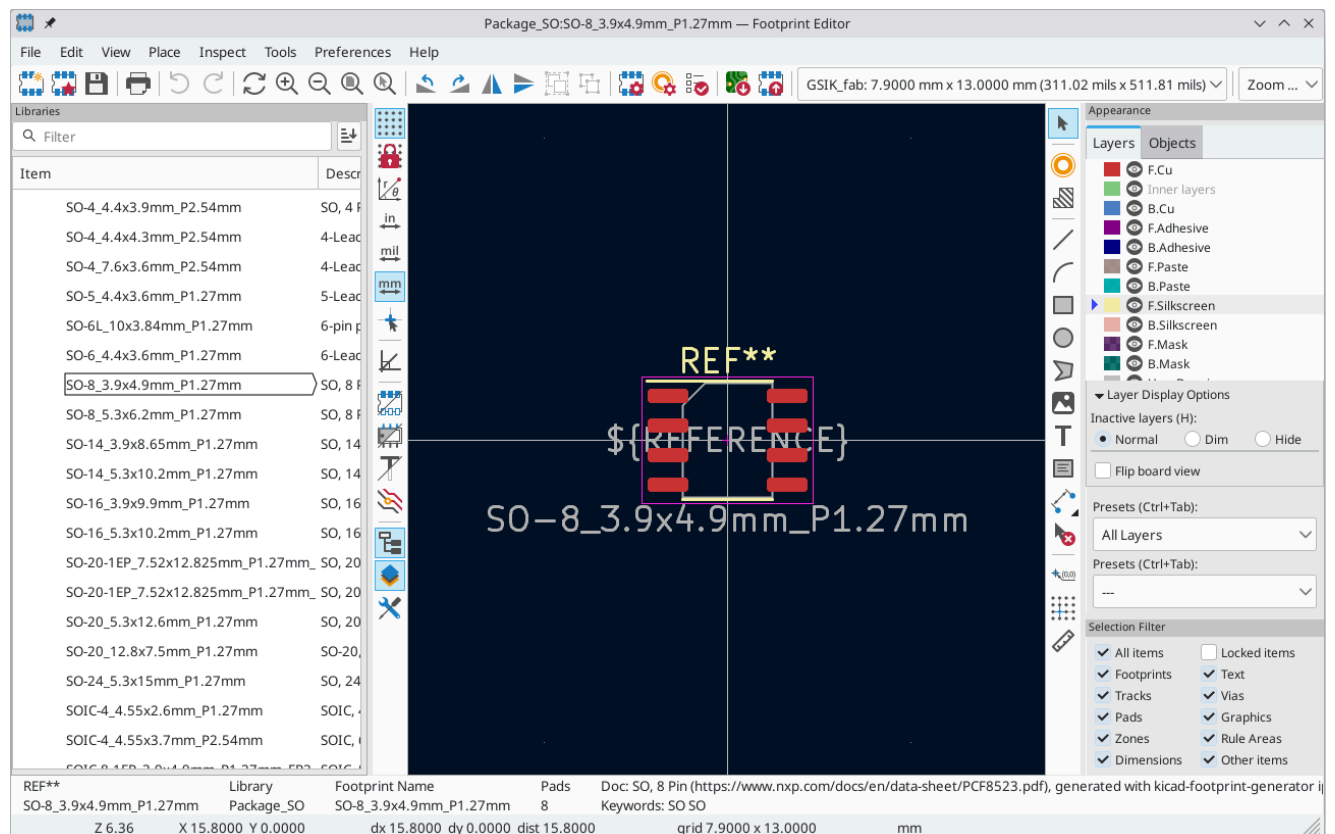 Package_SO:SO-8_3.9x4.9mm_P1.27mm — Footprint Editor
File Edit View Place Inspect Tools Preferences Help
GSIK_fab: 7.9000 mm x 13.0000 mm (311.02 mils x 511.81 mils) Zoom ...
Libraries
Filter
Item Descr
SO-4_4.4x3.9mm_P2.54mm SO, 4 P
SO-4_4.4x4.3mm_P2.54mm 4-Lead
SO-4_7.6x3.6mm_P2.54mm 4-Lead
SO-5_4.4x3.6mm_P1.27mm 5-Lead
SO-6L_10x3.84mm_P1.27mm 6-pin p
SO-6_4.4x3.6mm_P1.27mm 6-Lead
SO-8_3.9x4.9mm_P1.27mm SO, 8 P
SO-8_5.3x6.2mm_P1.27mm SO, 8 P
SO-14_3.9x8.65mm_P1.27mm SO, 14
SO-14_5.3x10.2mm_P1.27mm SO, 14
SO-16_3.9x9.9mm_P1.27mm SO, 16
SO-16_5.3x10.2mm_P1.27mm SO, 16
SO-20-1EP_7.52x12.825mm_P1.27mm_ SO, 20
SO-20-1EP_7.52x12.825mm_P1.27mm_ SO, 20
SO-20_5.3x12.6mm_P1.27mm SO, 20
SO-20_12.8x7.5mm_P1.27mm SO-20,
SO-24_5.3x15mm_P1.27mm SO, 24
SOIC-4_4.55x2.6mm_P1.27mm SOIC,
SOIC-4_4.55x3.7mm_P2.54mm SOIC,
in
mil
mm
REF**
${REFERENCE}
SO-8_3.9x4.9mm_P1.27mm
(0,0)
Appearance
Layers Objects
F.Cu
Inner layers
B.Cu
F.Adhesive
B.Adhesive
F.Paste
B.Paste
F.Silkscreen
B.Silkscreen
F.Mask
B.Mask
Layer Display Options
Inactive layers (H):
Normal Dim Hide
Flip board view
Presets (Ctrl+Tab):
All Layers
Presets (Ctrl+Tab):
---
Selection Filter
All items Locked items
Footprints Text
Tracks Vias
Pads Graphics
Zones Rule Areas
Dimensions Other items
REF** Library Footprint Name Pads Doc: SO, 8 Pin (https://www.nxp.com/docs/en/data-sheet/PCF8523.pdf), generated with kicad-footprint-generator
SO-8_3.9x4.9mm_P1.27mm Package_SO SO-8_3.9x4.9mm_P1.27mm 8 Keywords: SO SO
Z 6.36 X 15.8000 Y 0.0000 dx 15.8000 dy 0.0000 dist 15.8000 grid 7.9000 x 13.0000 mm